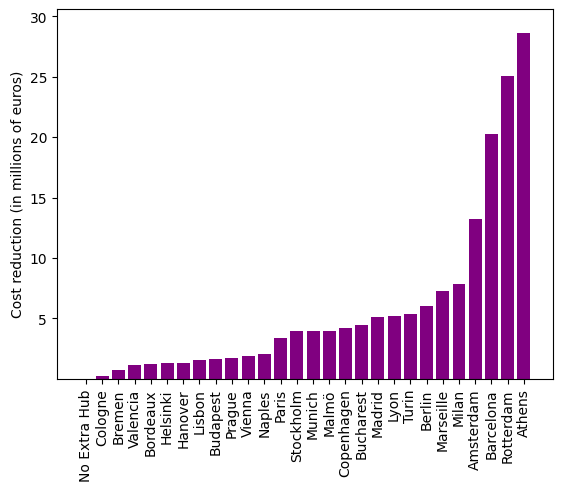 30
25
20
15
10
5
Cost reduction (in millions of euros)
No Extra Hub
Cologne
Bremen
Valencia
Bordeaux
Helsinki
Hanover
Lisbon
Budapest
Prague
Vienna
Naples
Paris
Stockholm
Munich
Malmö
Copenhagen
Bucharest
Madrid
Lyon
Turin
Berlin
Marseille
Milan
Amsterdam
Barcelona
Rotterdam
Athens